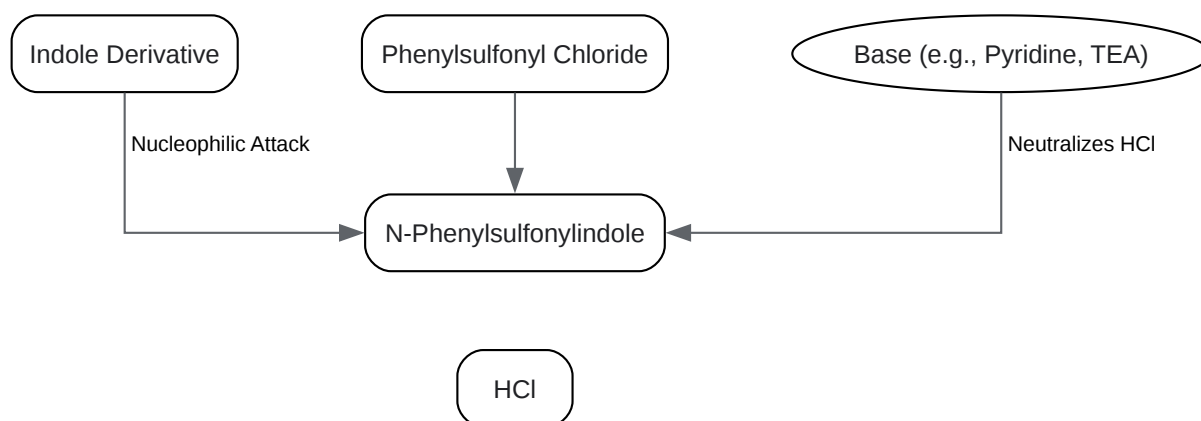 Indole Derivative
Phenylsulfonyl Chloride
Base (e.g., Pyridine, TEA)
Nucleophilic Attack
Neutralizes HCl
N-Phenylsulfonylindole
HCl